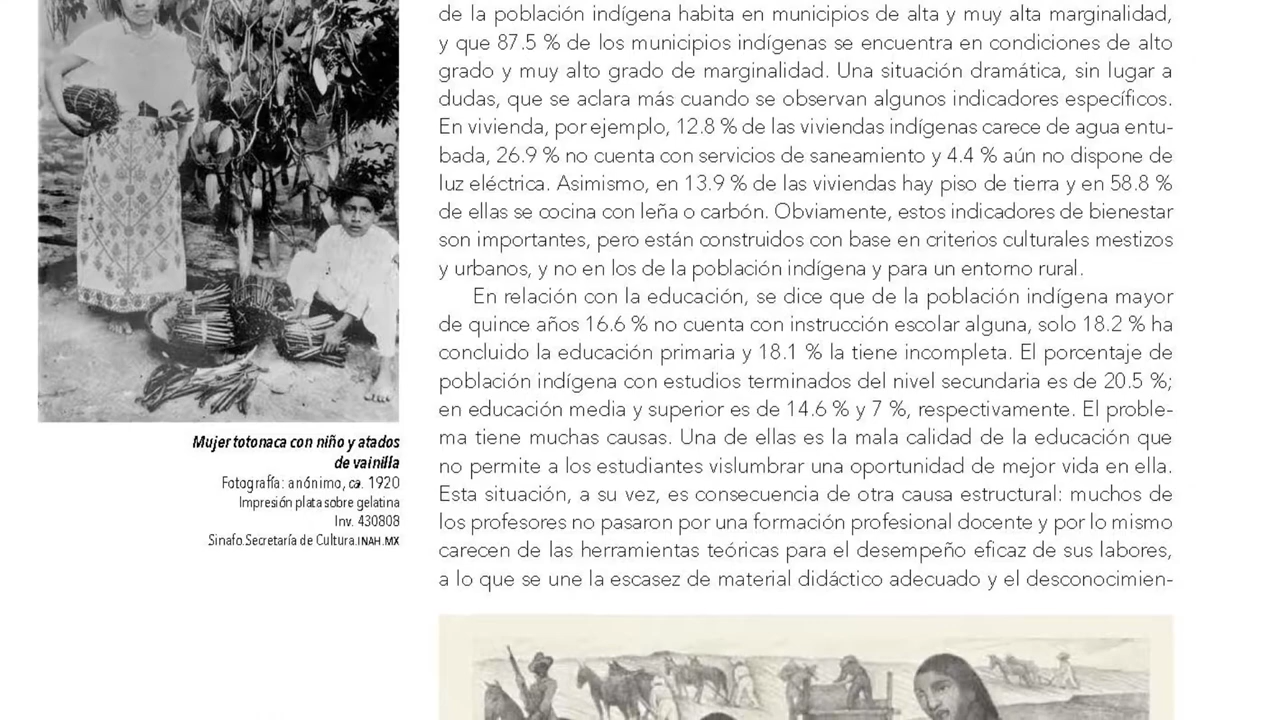 de la población indígena habita en municipios de alta y muy alta marginalidad,
y que 87.5 % de los municipios indígenas se encuentra en condiciones de alto
grado y muy alto grado de marginalidad. Una situación dramática, sin lugar a
dudas, que se aclara más cuando se observan algunos indicadores específicos.
En vivienda, por ejemplo, 12.8 % de las viviendas indígenas carece de agua entu-
bada, 26.9 % no cuenta con servicios de saneamiento y 4.4 % aún no dispone de
luz eléctrica. Asimismo, en 13.9 % de las viviendas hay piso de tierra y en 58.8 %
de ellas se cocina con leña o carbón. Obviamente, estos indicadores de bienestar
son importantes, pero están construidos con base en criterios culturales mestizos
y urbanos, y no en los de la población indígena y para un entorno rural.
En relación con la educación, se dice que de la población indígena mayor
de quince años 16.6 % no cuenta con instrucción escolar alguna, solo 18.2 % ha
concluido la educación primaria y 18.1 % la tiene incompleta. El porcentaje de
población indígena con estudios terminados del nivel secundaria es de 20.5 %;
en educación media y superior es de 14.6 % y 7 %, respectivamente. El proble-
ma tiene muchas causas. Una de ellas es la mala calidad de la educación que
no permite a los estudiantes vislumbrar una oportunidad de mejor vida en ella.
Esta situación, a su vez, es consecuencia de otra causa estructural: muchos de
los profesores no pasaron por una formación profesional docente y por lo mismo
carecen de las herramientas teóricas para el desempeño eficaz de sus labores,
a lo que se une la escasez de material didáctico adecuado y el desconocimien-
Mujer totonaca con niño y atados
de vainilla
Fotografía: anónimo, ca. 1920
Impresión plata sobre gelatina
Inv. 430808
Sinafo.Secretaría de Cultura.INAH.MX